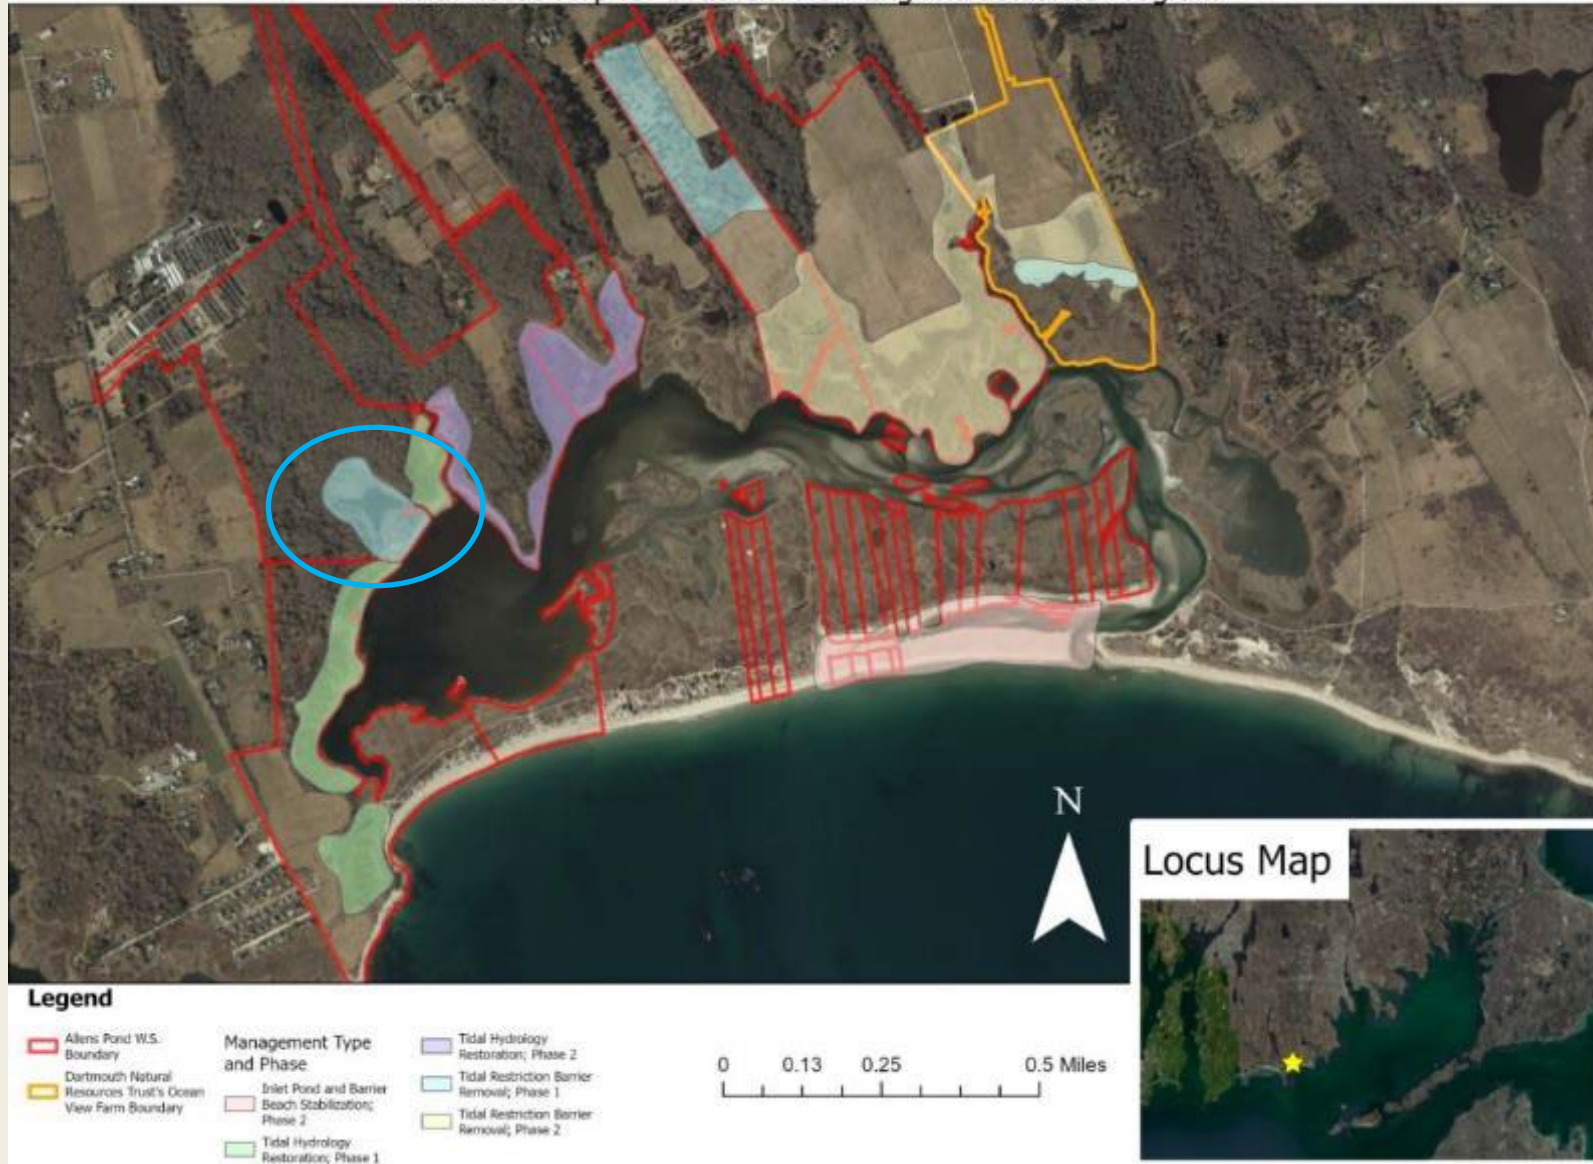 N
Locus Map
Legend
Allens Pond W.S.
Boundary
Dartmouth Natural
Resources Trust's Ocean
View Farm Boundary
Management Type
and Phase
Inlet Pond and Barrier
Beach Stabilization;
Phase 2
Tidal Hydrology
Restoration; Phase 1
Tidal Hydrology
Restoration; Phase 2
Tidal Restriction Barrier
Removal; Phase 1
Tidal Restriction Barrier
Removal; Phase 2
0 0.13 0.25 0.5 Miles